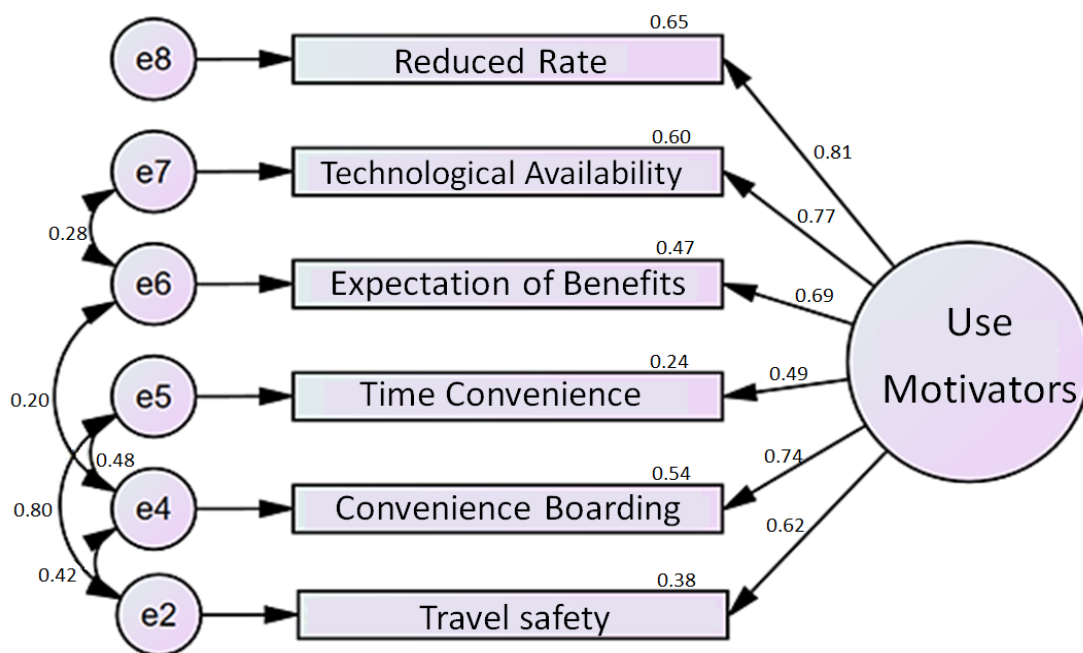 0.65
e8
Reduced Rate
0.81
0.60
e7
Technological Availability
0.77
0.28
0.47
e6
Expectation of Benefits
0.69
Use
Motivators
0.24
e5
Time Convenience
0.49
0.20
0.48
0.74
0.54
e4
Convenience Boarding
0.80
0.62
0.42
0.38
e2
Travel safety